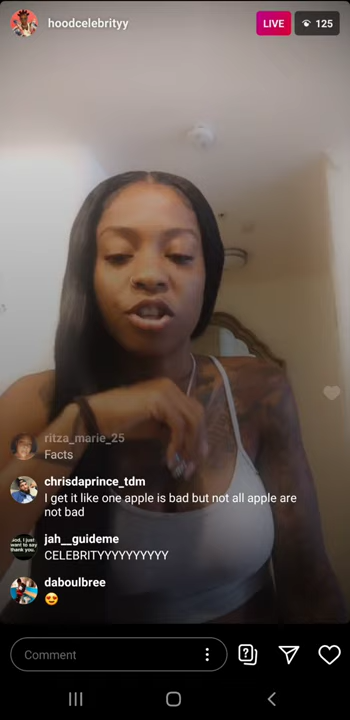 hoodcelebrityy
LIVE
125
ritza_marie_25
Facts
chrisdaprince_tdm
I get it like one apple is bad but not all apple are
not bad
jah__guideme
CELEBRITYYYYYYYYYY
daboulbree
😍
Comment